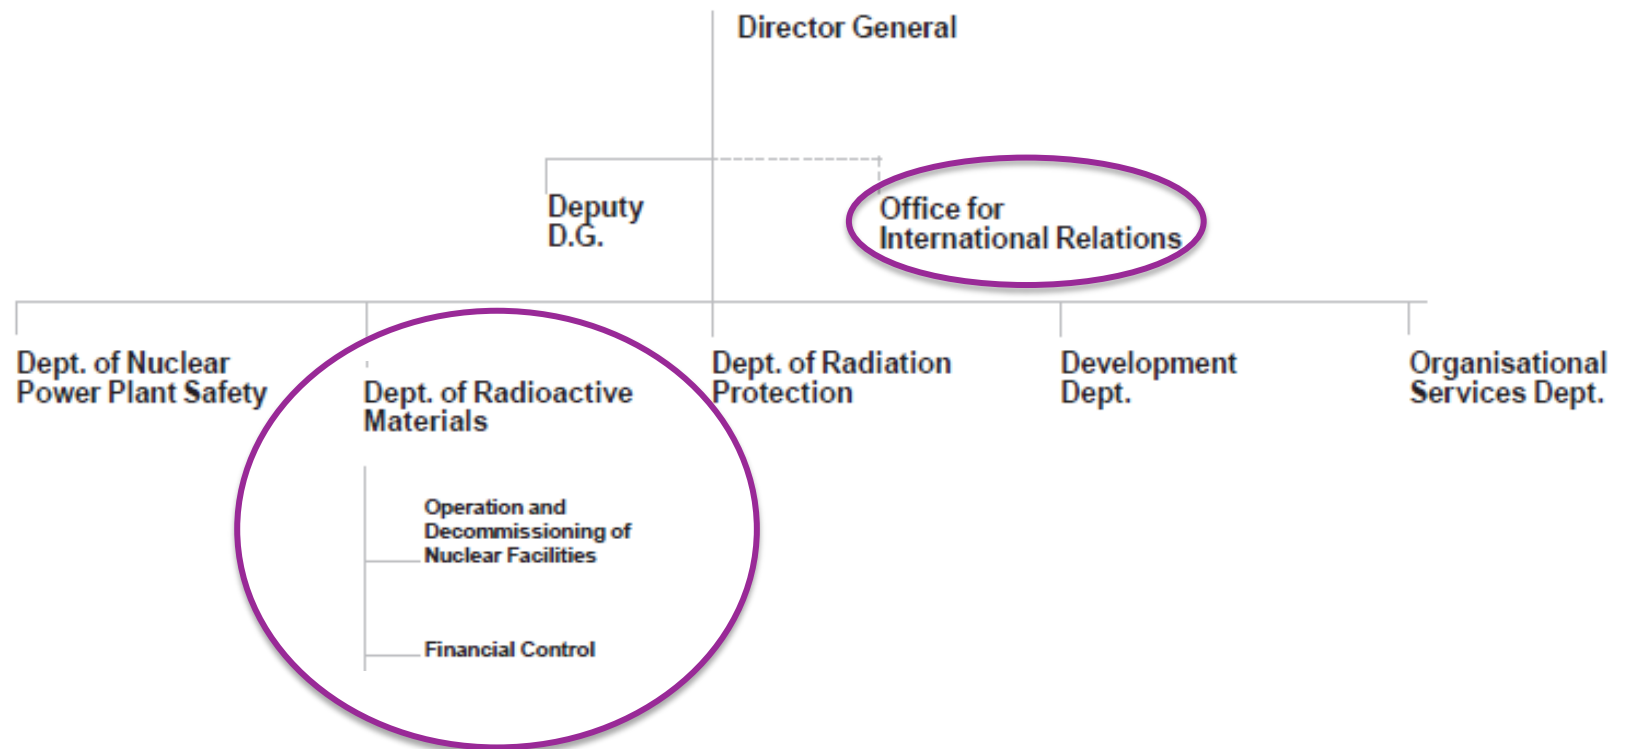 Director General
Deputy
D.G.
Office for
International Relations
Dept. of Nuclear
Power Plant Safety
Dept. of Radioactive
Materials
Operation and
Decommissioning of
Nuclear Facilities
Financial Control
Dept. of Radiation
Protection
Development
Dept.
Organisational
Services Dept.